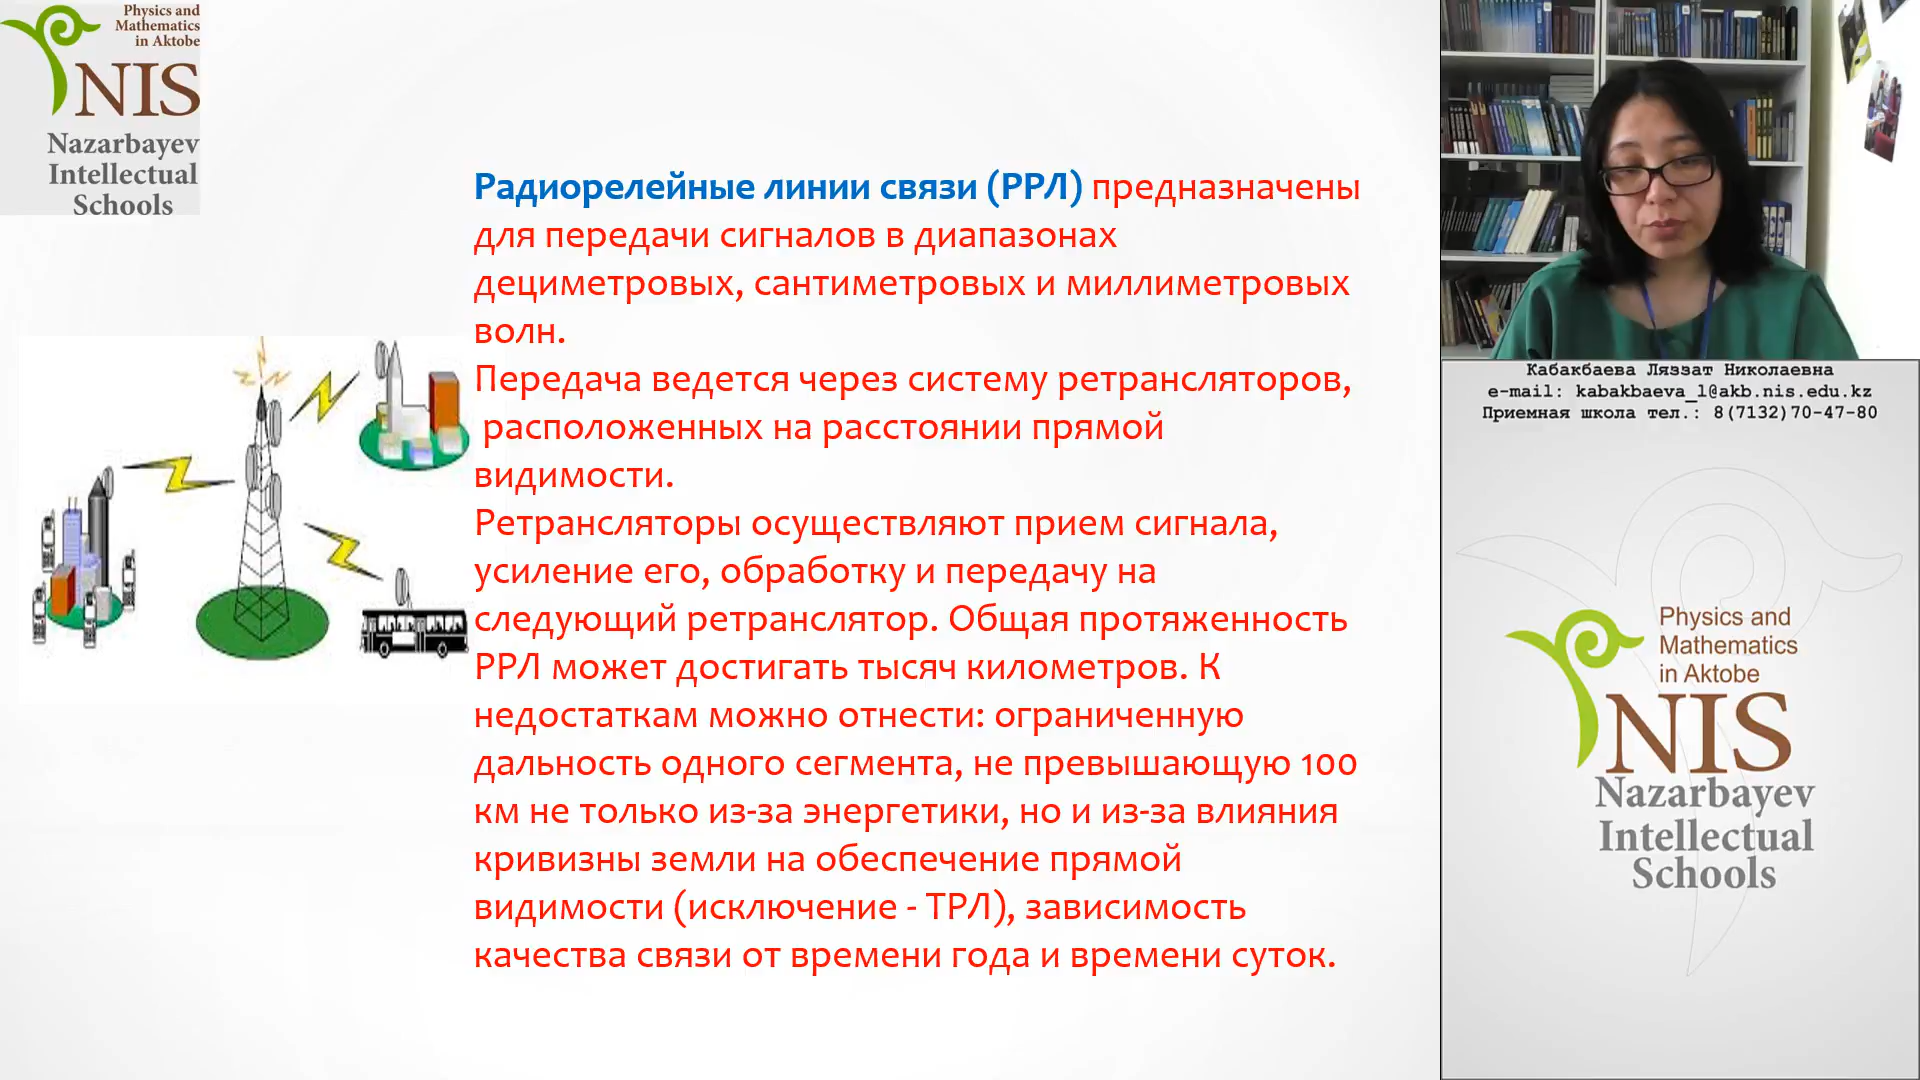 Physics and
Mathematics
in Aktobe
NIS
Nazarbayev
Intellectual
Schools
Радиорелейные линии связи (РРЛ) предназначены
для передачи сигналов в диапазонах
дециметровых, сантиметровых и миллиметровых
волн.
Передача ведется через систему ретрансляторов,
расположенных на расстоянии прямой
видимости.
Ретрансляторы осуществляют прием сигнала,
усиление его, обработку и передачу на
следующий ретранслятор. Общая протяженность
РРЛ может достигать тысяч километров. К
недостаткам можно отнести: ограниченную
дальность одного сегмента, не превышающую 100
км не только из-за энергетики, но и из-за влияния
кривизны земли на обеспечение прямой
видимости (исключение - ТРЛ), зависимость
качества связи от времени года и времени суток.
Кабакбаева Ляззат Николаевна
e-mail: kabakbaeva_l@akb.nis.edu.kz
Приемная школа тел.: 8(7132)70-47-80
Physics and
Mathematics
in Aktobe
NIS
Nazarbayev
Intellectual
Schools